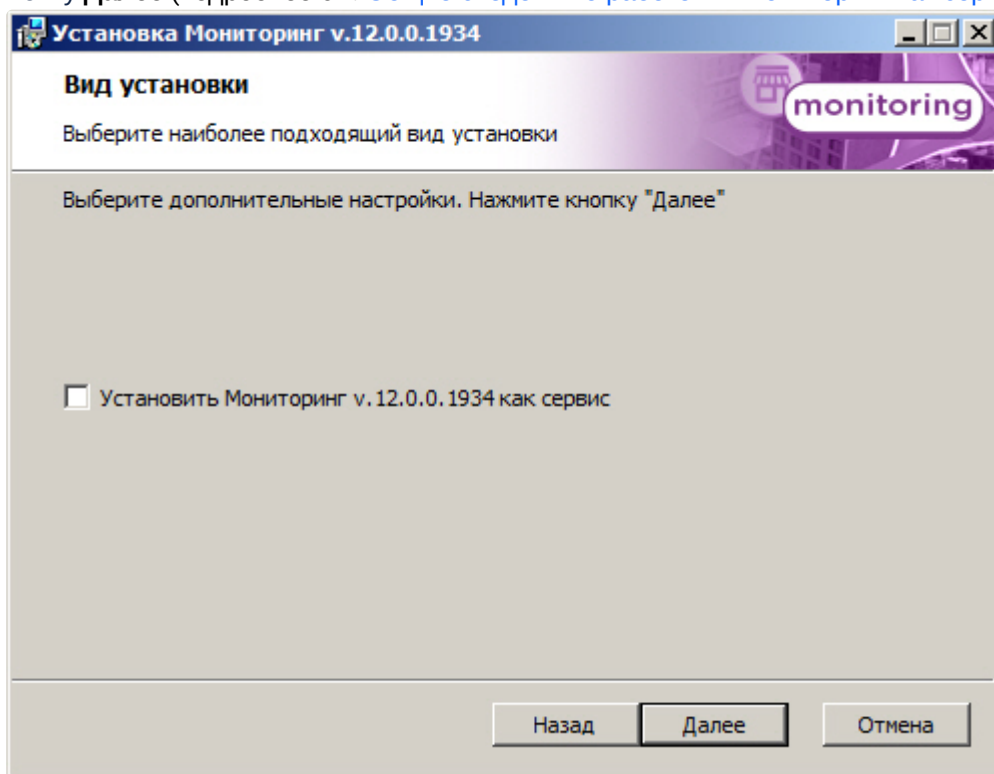 Установка Мониторинг v.12.0.0.1934
Вид установки
monitoring
Выберите наиболее подходящий вид установки
Выберите дополнительные настройки. Нажмите кнопку "Далее"
Установить Мониторинг v.12.0.0.1934 как сервис
Назад Далее Отмена